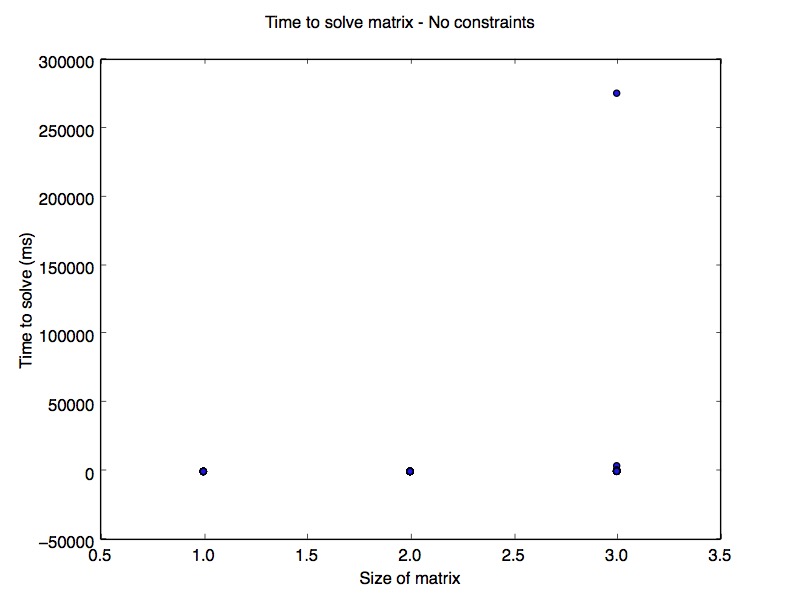 Time to solve matrix - No constraints
300000
250000
200000
150000
100000
50000
0
−50000
Time to solve (ms)
0.5 1.0 1.5 2.0 2.5 3.0 3.5
Size of matrix